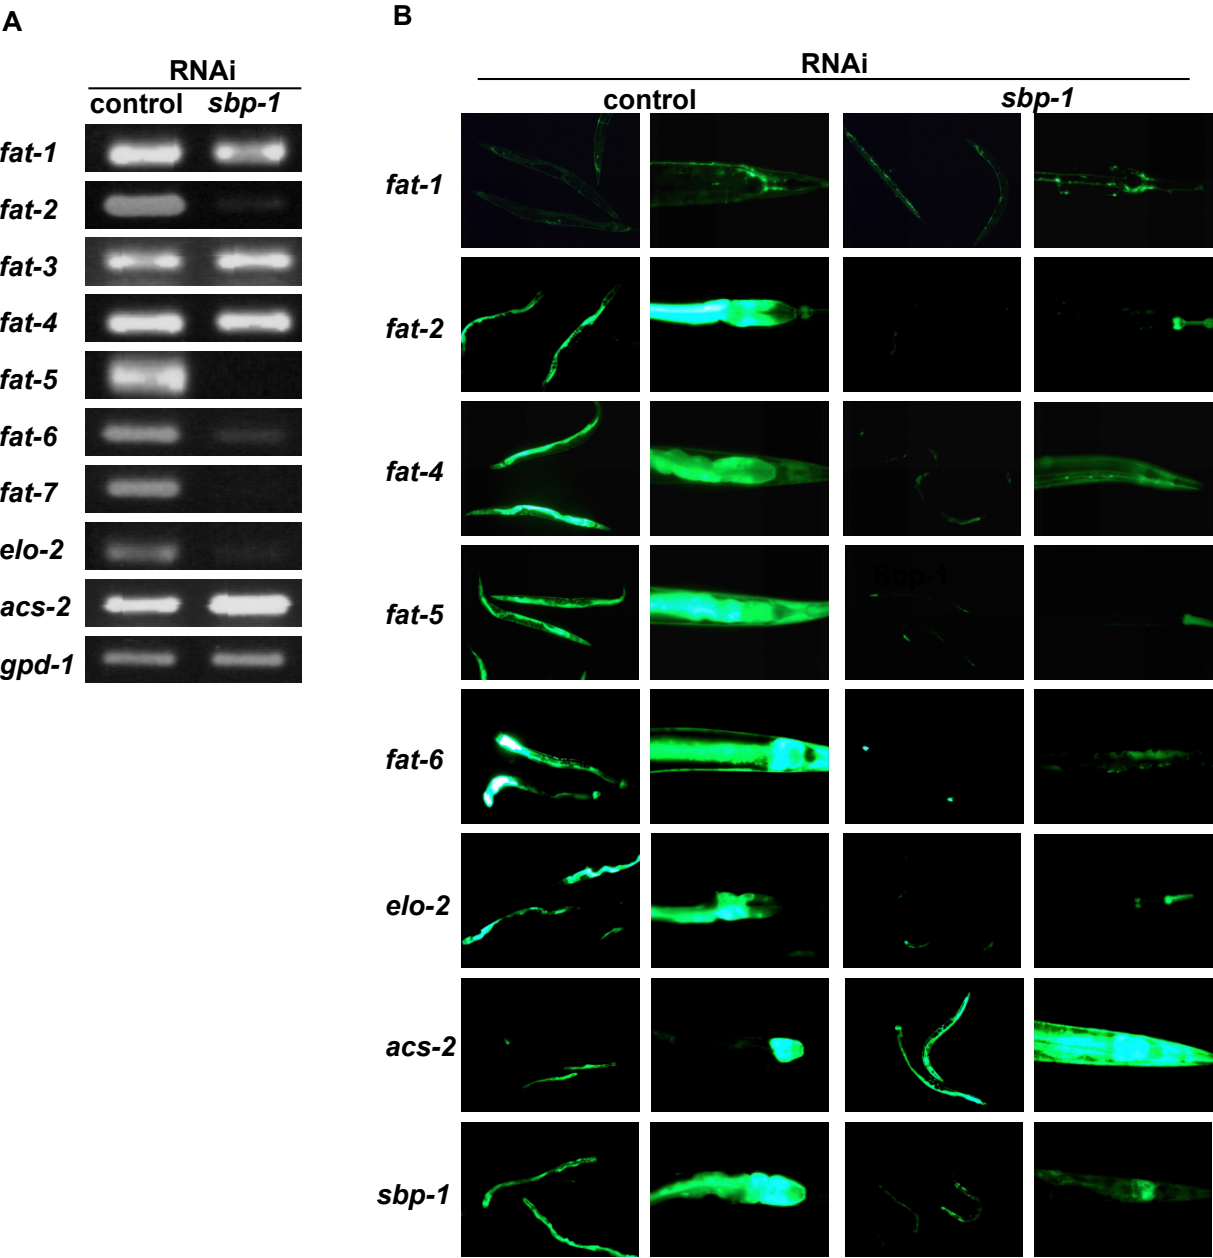 A
RNAi
control sbp-1
fat-1
fat-2
fat-3
fat-4
fat-5
fat-6
fat-7
elo-2
acs-2
gpd-1
B
RNAi
control sbp-1
fat-1
fat-2
fat-4
fat-5
Sbp-1
fat-6
elo-2
acs-2
sbp-1